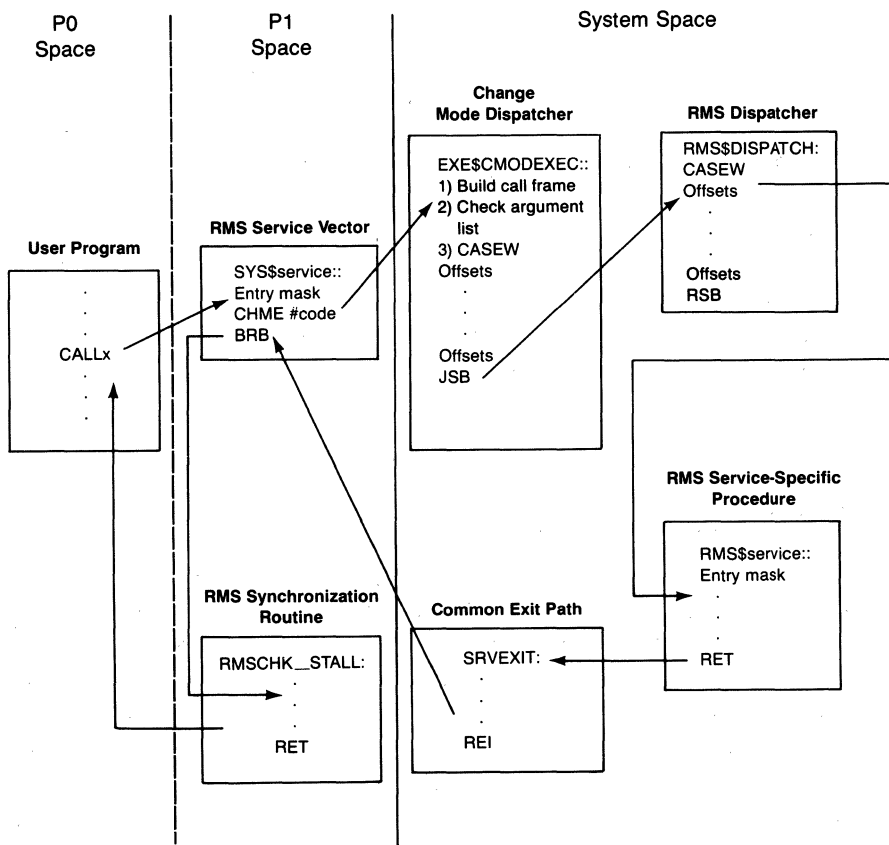 P0
Space
P1
Space
System Space
User Program
.
.
.
CALLx
.
.
.
RMS Service Vector
SYS$service::
Entry mask
CHME #code
BRB
Change
Mode Dispatcher
EXE$CMODEXEC::
1) Build call frame
2) Check argument
list
3) CASEW
Offsets
.
.
.
Offsets
JSB
RMS Dispatcher
RMS$DISPATCH:
CASEW
Offsets
.
.
.
Offsets
RSB
RMS Service-Specific
Procedure
RMS$service::
Entry mask
.
.
.
RET
Common Exit Path
SRVEXIT:
.
.
.
REI
RMS Synchronization
Routine
RMSCHK__STALL:
.
.
.
RET